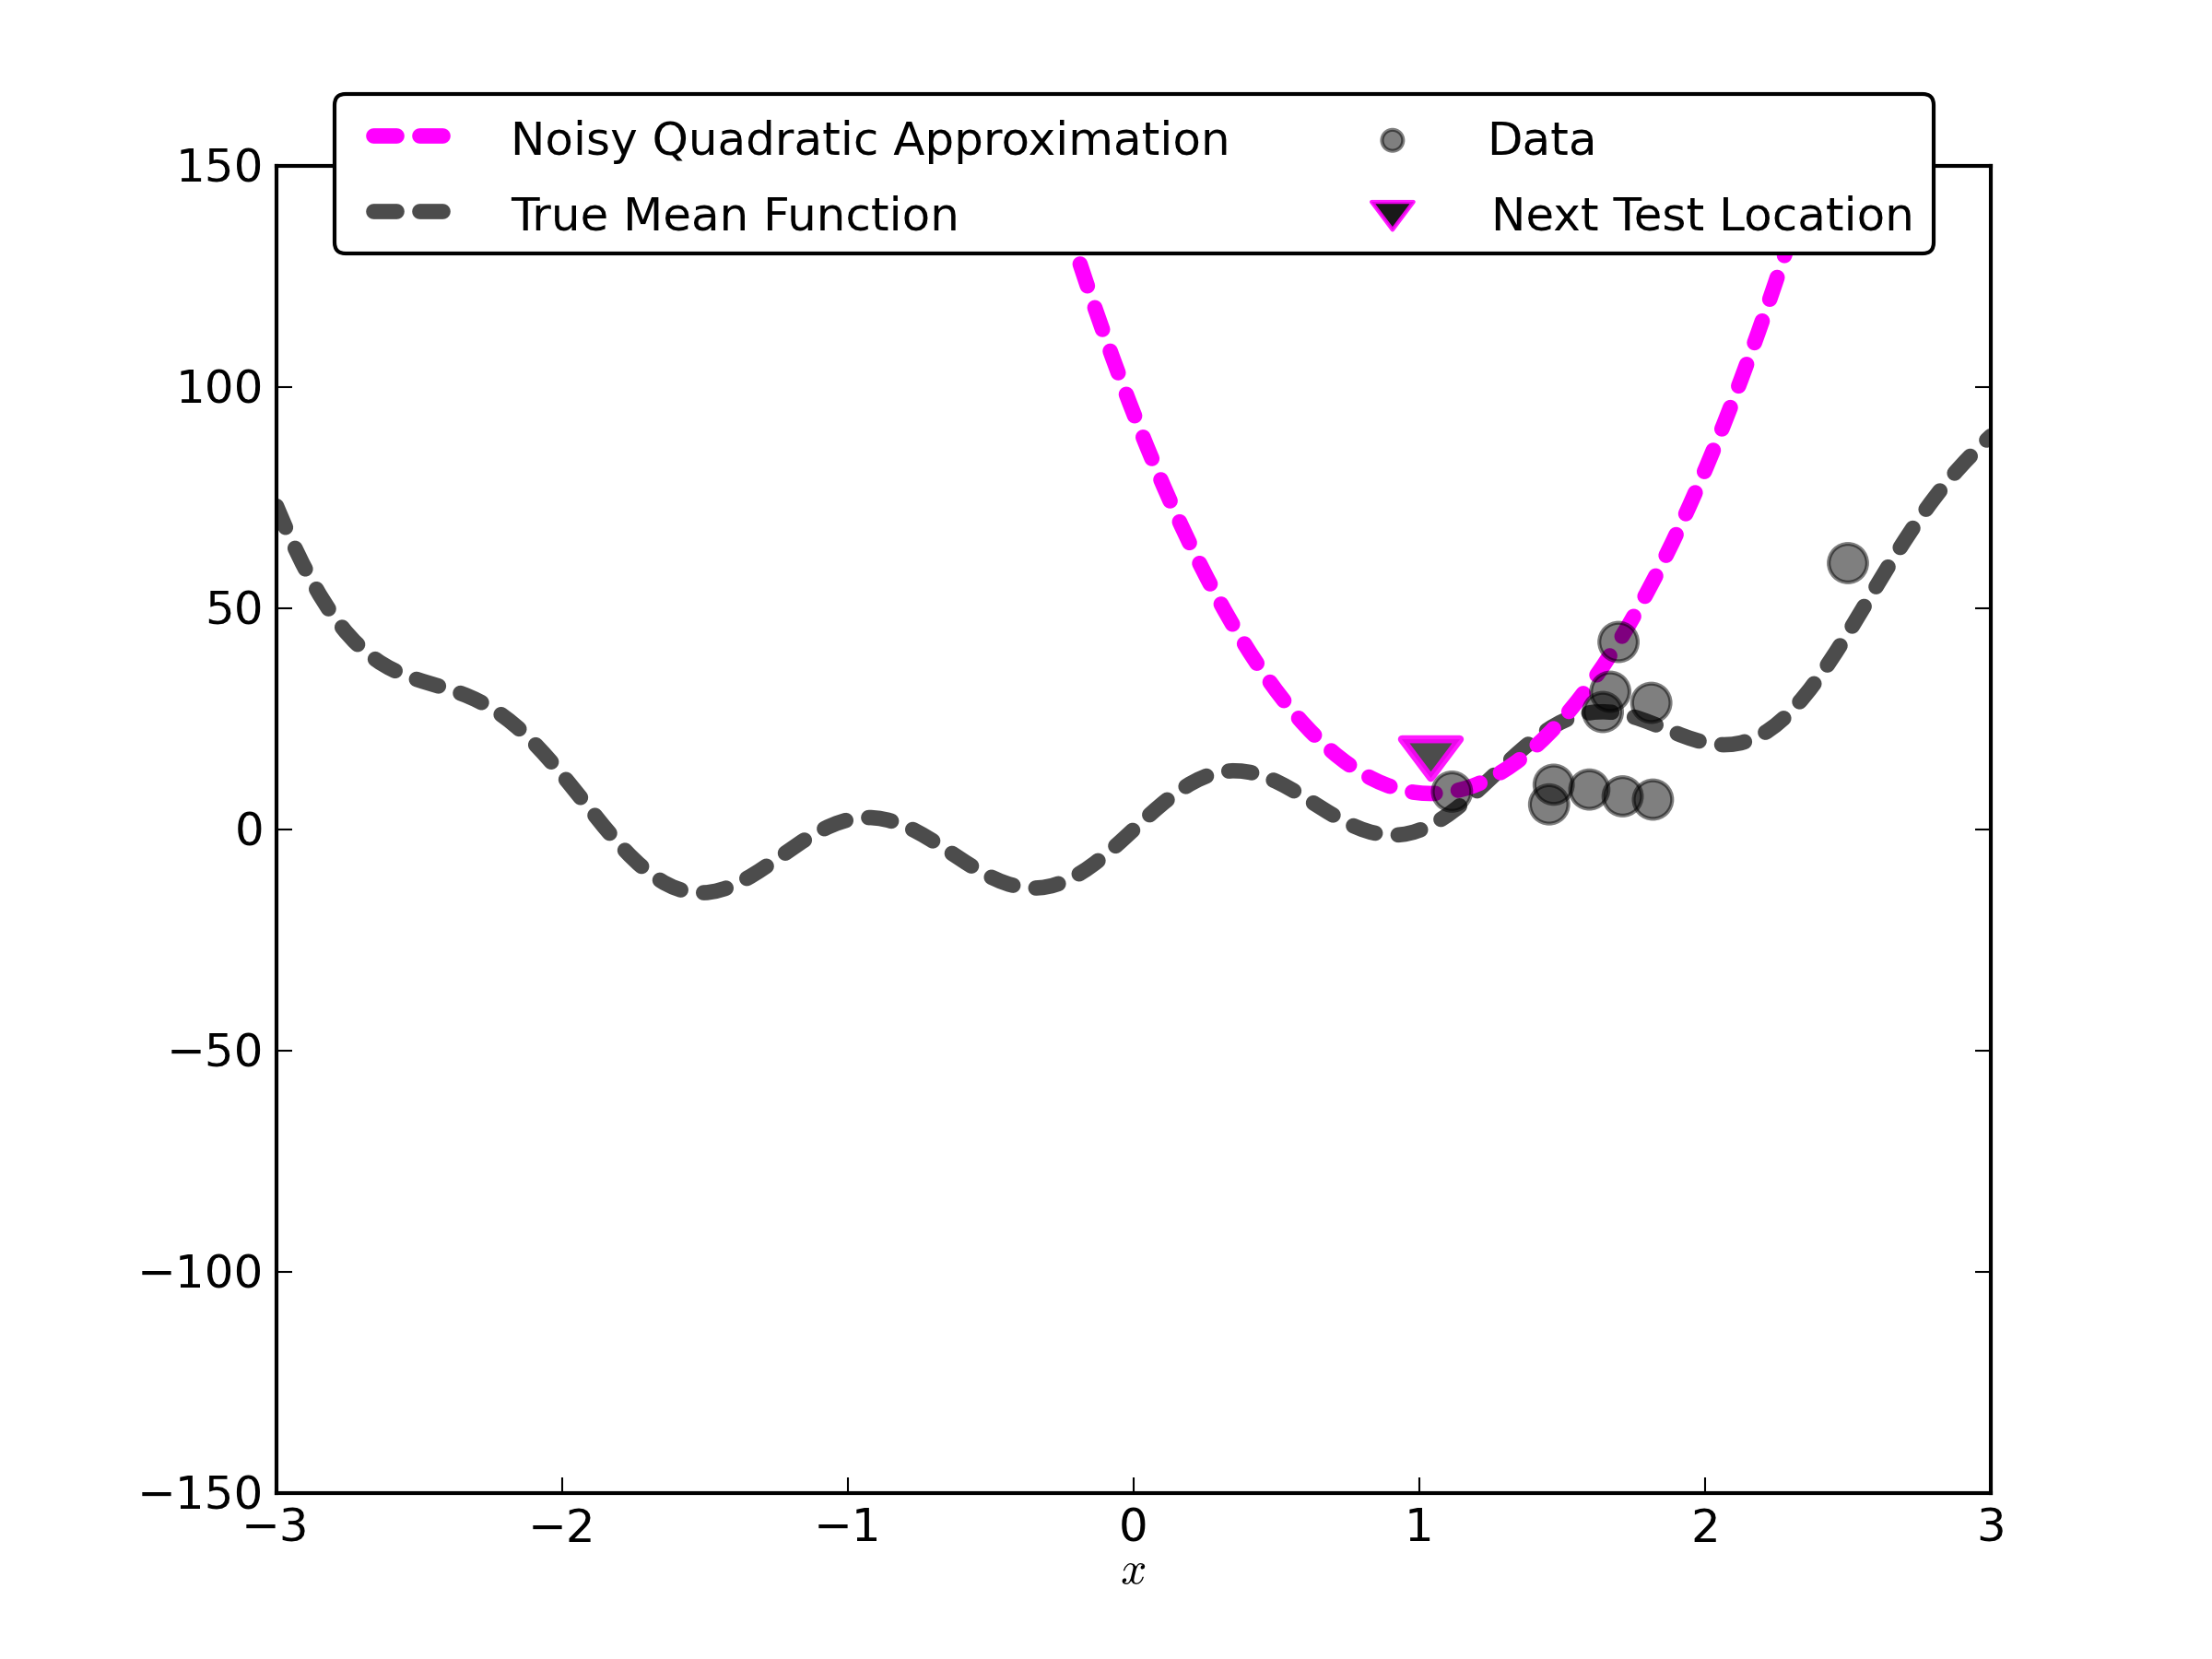 Noisy Quadratic Approximation
True Mean Function
Data
Next Test Location
150
100
50
0
−50
−100
−150
−3 −2 −1 0 1 2 3
x